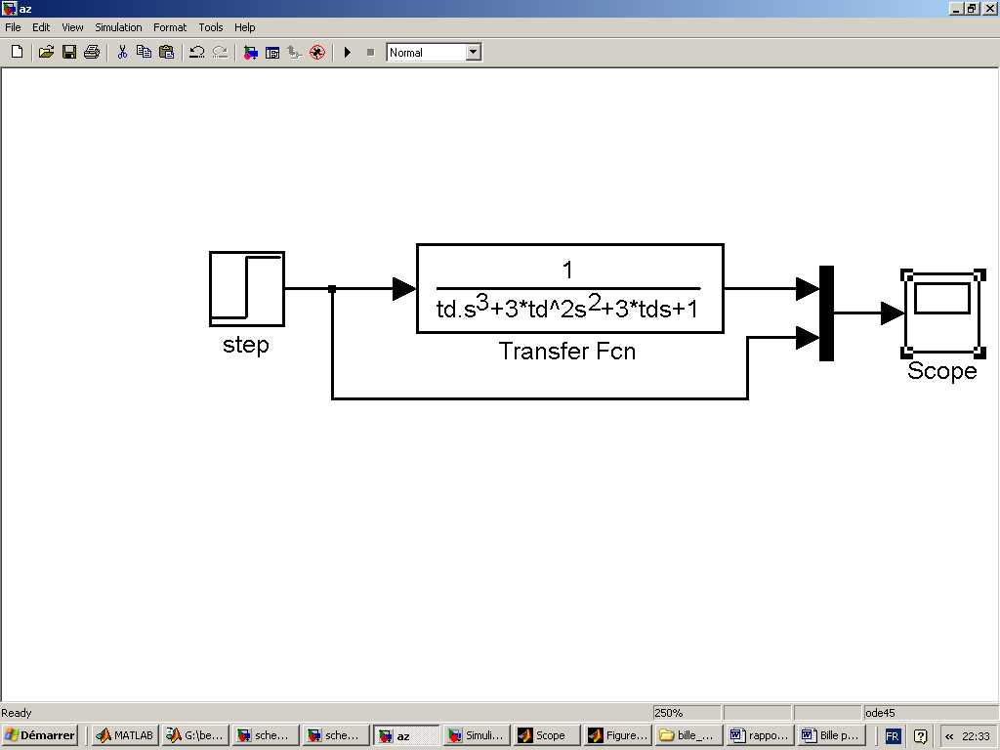 az
File Edit View Simulation Format Tools Help
Normal
step
1
td.s3+3*td^2s2+3*tds+1
Transfer Fcn
Scope
Ready 250% ode45
Démarrer MATLAB G:\be... sche... sche... az Simuli... Scope Figure... bille_... rappo... Bille p... FR « 22:33